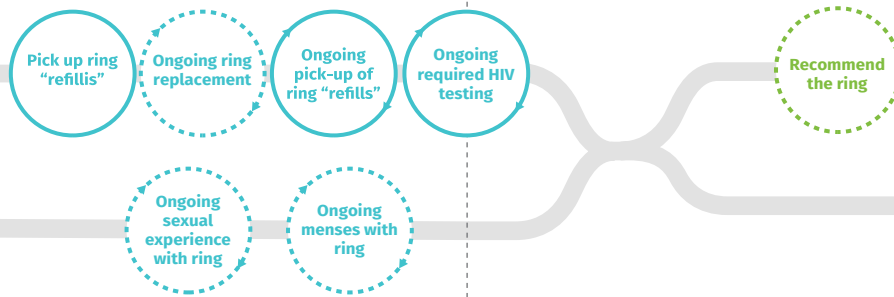 Pick up ring
“refillis”
Ongoing ring
replacement
Ongoing
pick-up of
ring “refills”
Ongoing
required HIV
testing
Recommend
the ring
Ongoing
sexual
experience
with ring
Ongoing
menses with
ring